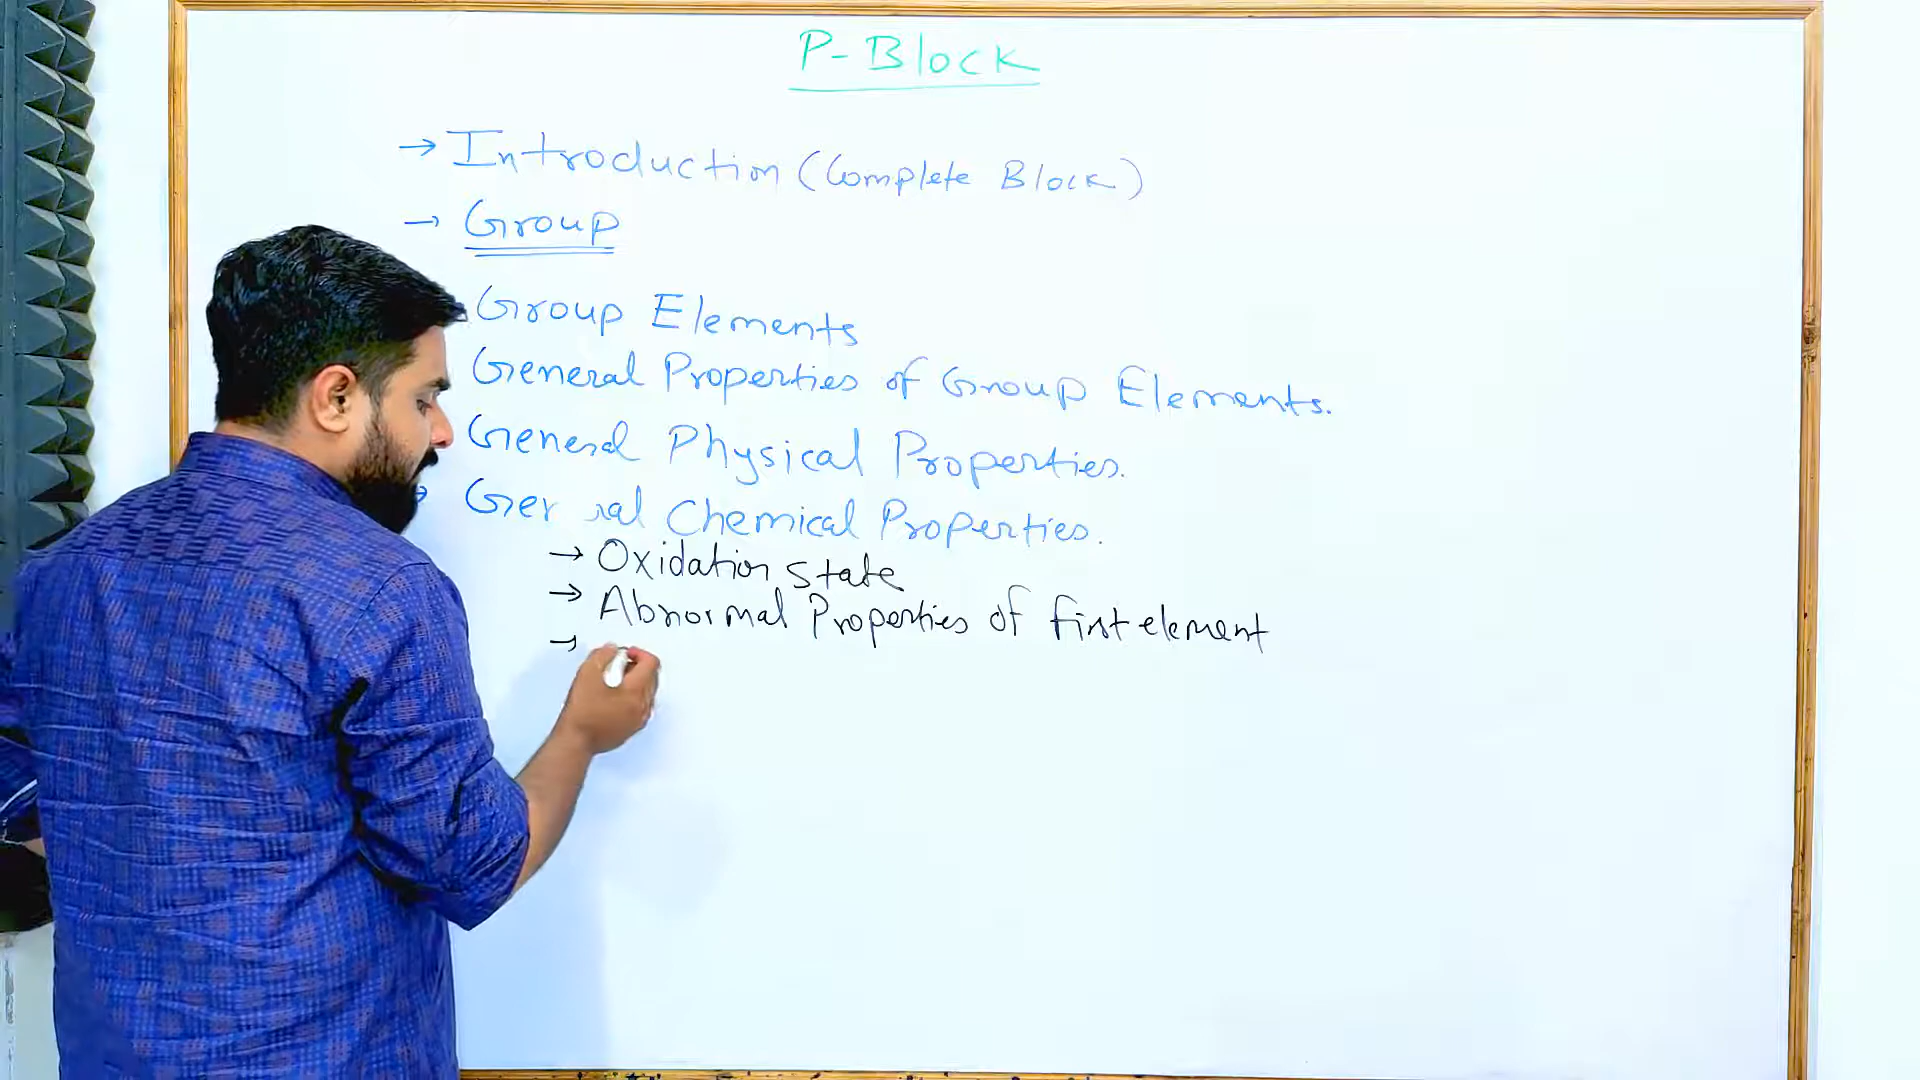 P-Block
→ Introduction (Complete Block)
→ Group
Group Elements
General Properties of Group Elements.
General Physical Properties.
General Chemical Properties.
→ Oxidation State
→ Abnormal Properties of first element
→